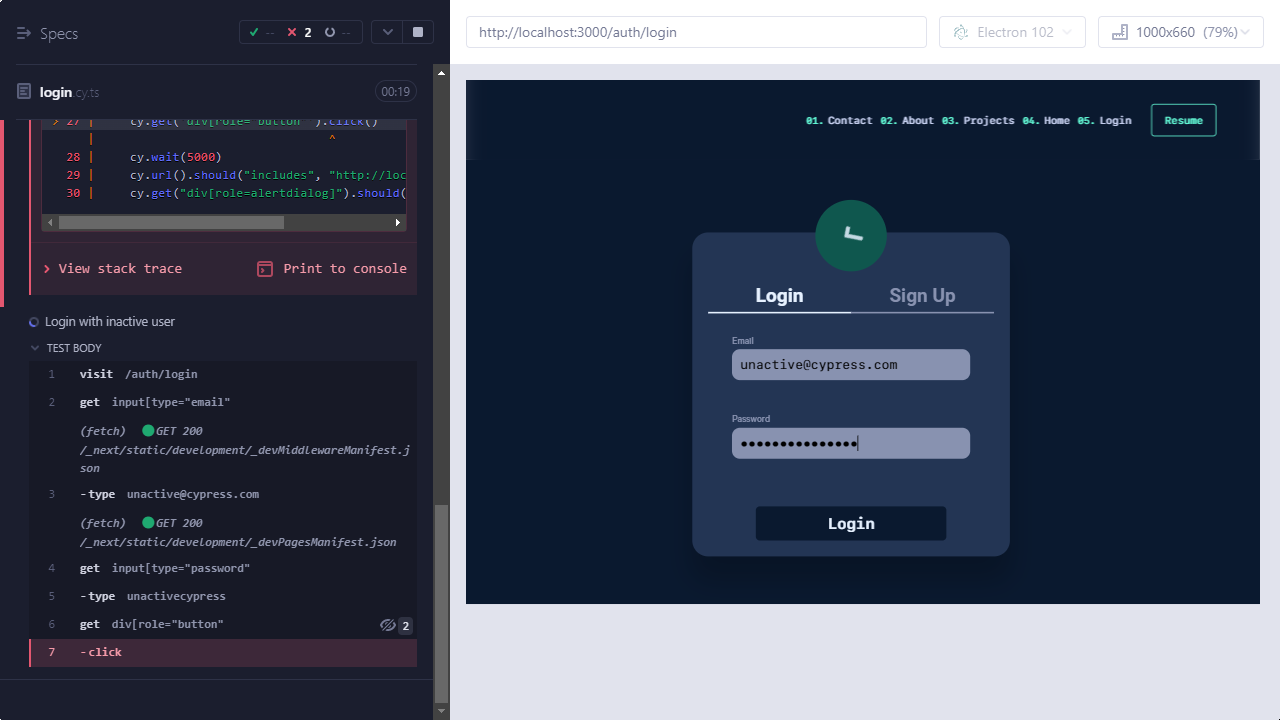 Specs
-- 2 --
login.cy.ts
00:19
> 27 | cy.get("div[role="button"").click()
| ^
28 | cy.wait(5000)
29 | cy.url().should("includes", "http://loc
30 | cy.get("div[role=alertdialog]").should(
View stack trace
Print to console
Login with inactive user
TEST BODY
1 visit /auth/login
2 get input[type="email"
(fetch) GET 200
/_next/static/development/_devMiddlewareManifest.j
son
3 -type unactive@cypress.com
(fetch) GET 200
/_next/static/development/_devPagesManifest.json
4 get input[type="password"
5 -type unactivecypress
6 get div[role="button" 2
7 -click
http://localhost:3000/auth/login
Electron 102
1000x660 (79%)
01. Contact 02. About 03. Projects 04. Home 05. Login
Resume
Login
Sign Up
Email
unactive@cypress.com
Password
Login